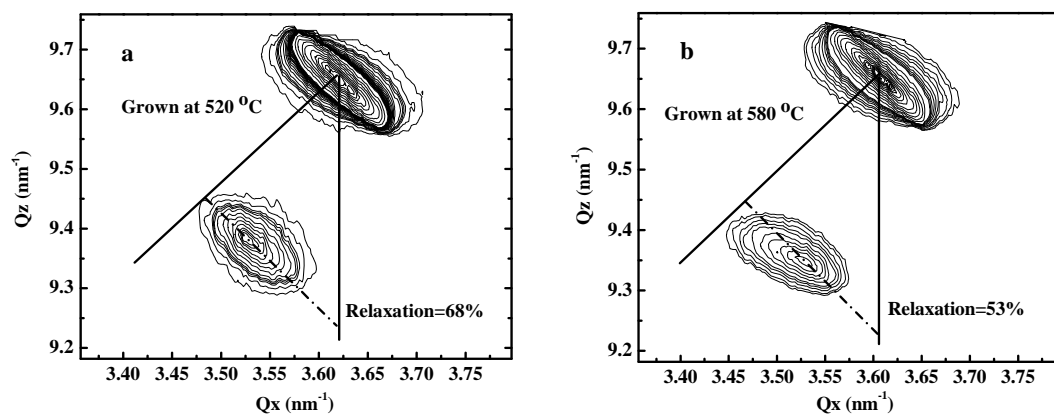 a
Grown at 520 °C
Relaxation=68%
Qz (nm⁻¹)
9.7
9.6
9.5
9.4
9.3
9.2
3.40 3.45 3.50 3.55 3.60 3.65 3.70 3.75
Qx (nm⁻¹)
b
Grown at 580 °C
Relaxation=53%
Qz (nm⁻¹)
9.7
9.6
9.5
9.4
9.3
9.2
3.40 3.45 3.50 3.55 3.60 3.65 3.70 3.75
Qx (nm⁻¹)